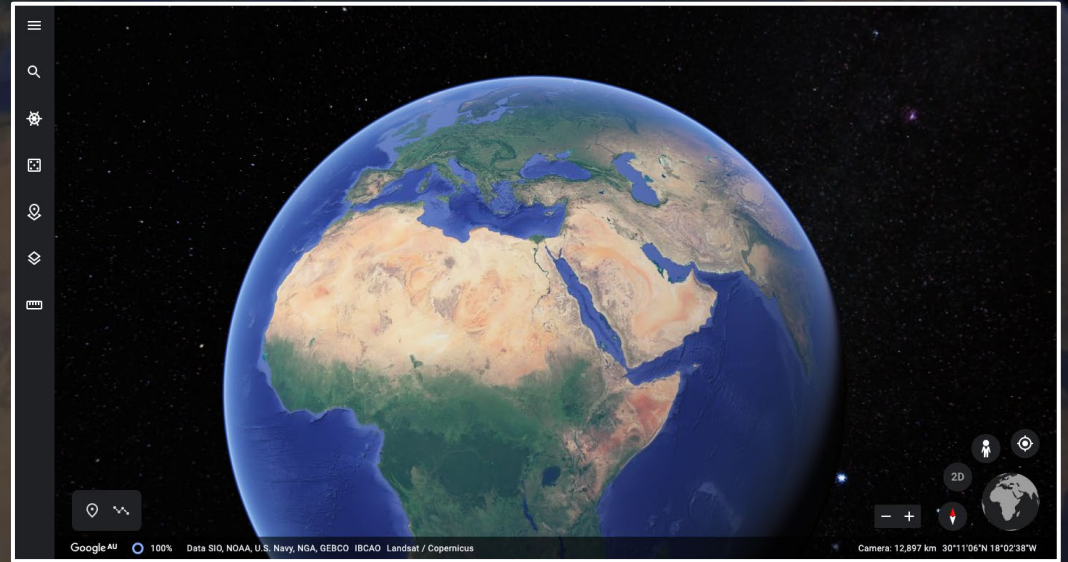 2D
Google AU 100% Data SIO, NOAA, U.S. Navy, NGA, GEBCO IBCAO Landsat / Copernicus Camera: 12,897 km 30°11'06"N 18°02'38"W